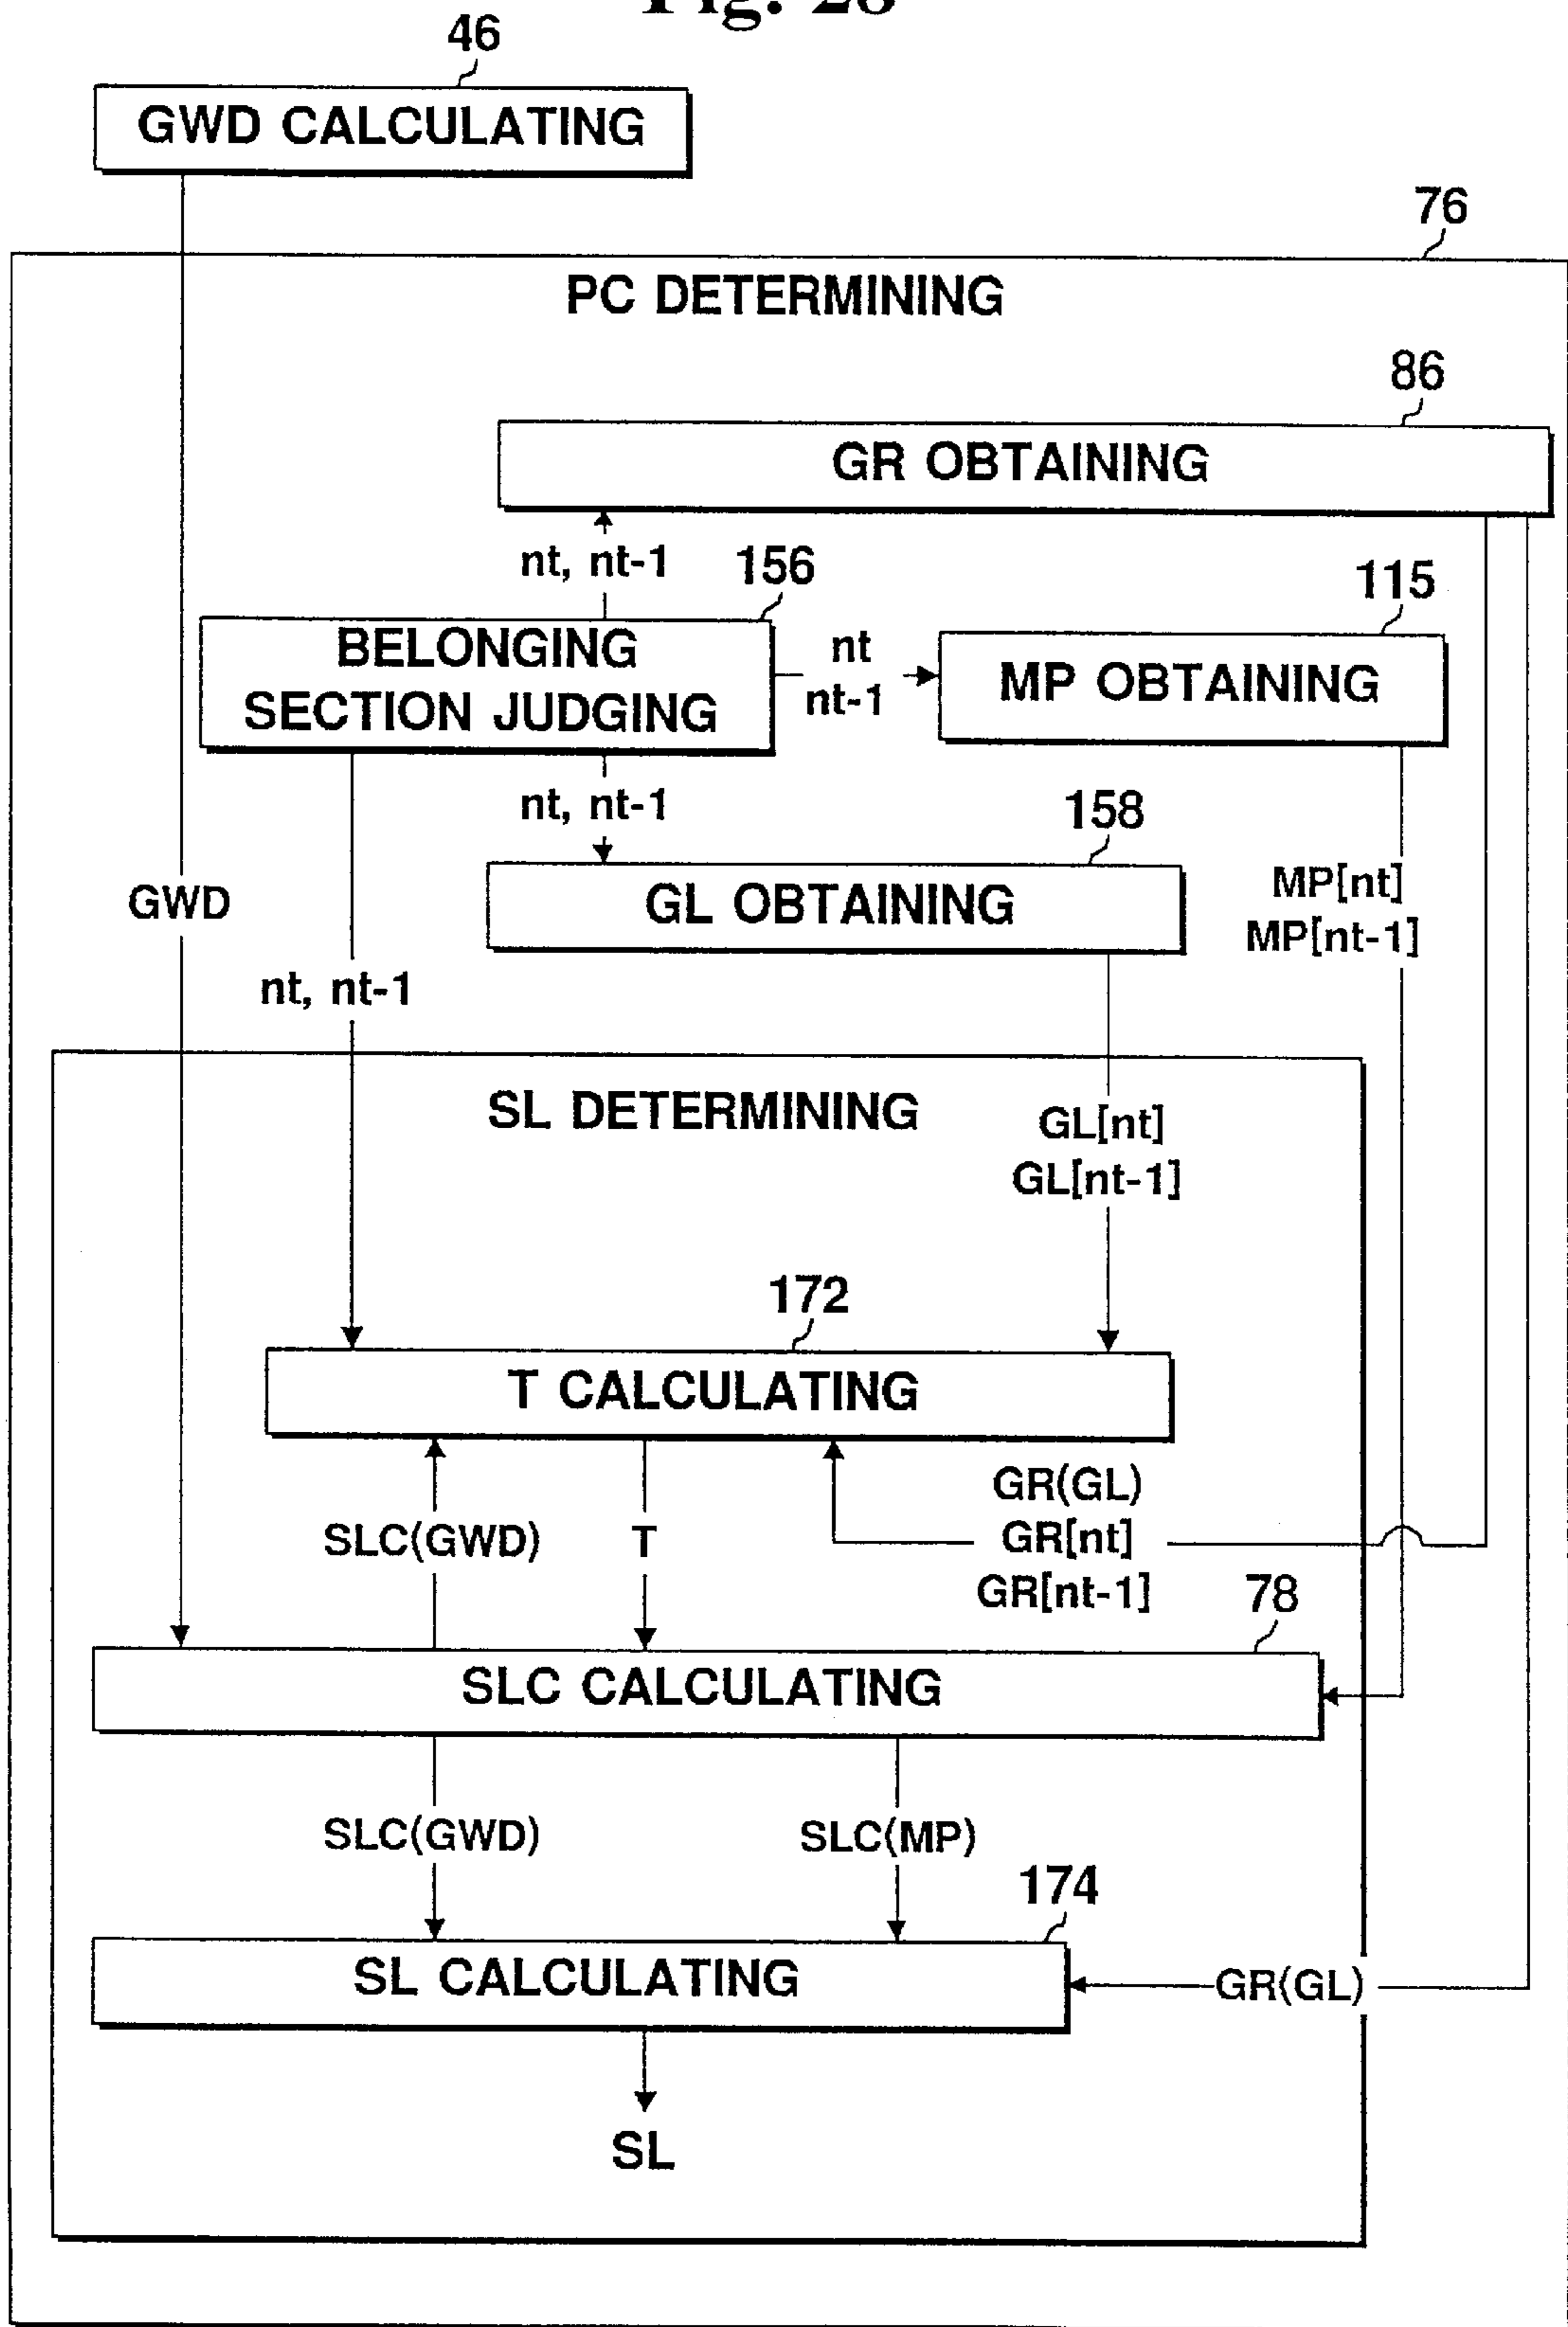 Fig. 28
46
GWD CALCULATING
76
PC DETERMINING
86
GR OBTAINING
nt, nt-1
156
115
BELONGING
SECTION JUDGING
nt
nt-1
MP OBTAINING
nt, nt-1
158
GWD
GL OBTAINING
MP[nt]
MP[nt-1]
nt, nt-1
SL DETERMINING
GL[nt]
GL[nt-1]
172
T CALCULATING
SLC(GWD)
T
GR(GL)
GR[nt]
GR[nt-1]
78
SLC CALCULATING
SLC(GWD)
SLC(MP)
174
SL CALCULATING
GR(GL)
SL